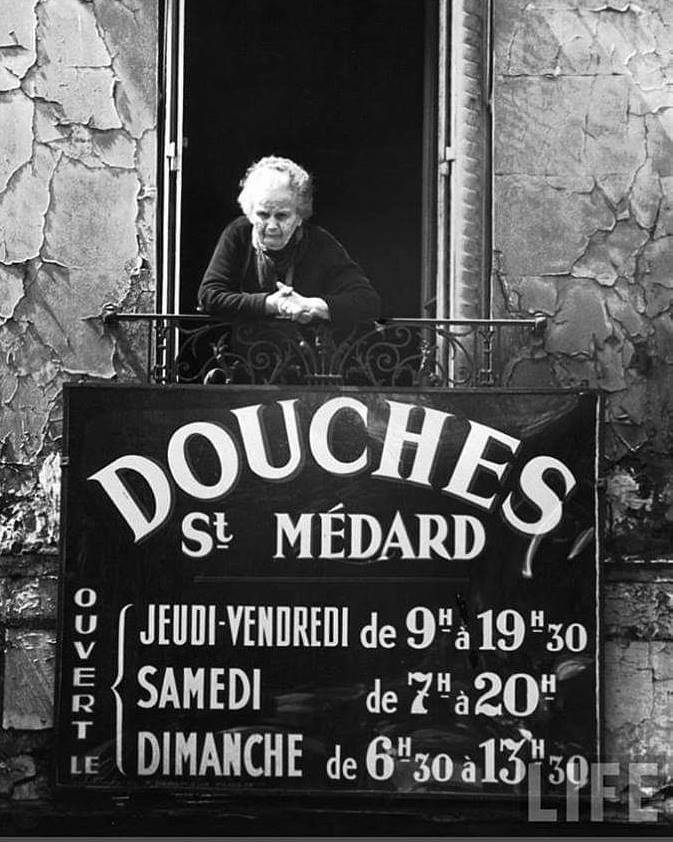 DOUCHES
St MÉDARD
OUVERT LE
JEUDI-VENDREDI de 9H à 19H30
SAMEDI de 7H à 20H
DIMANCHE de 6H30 à 13H30
LIFE